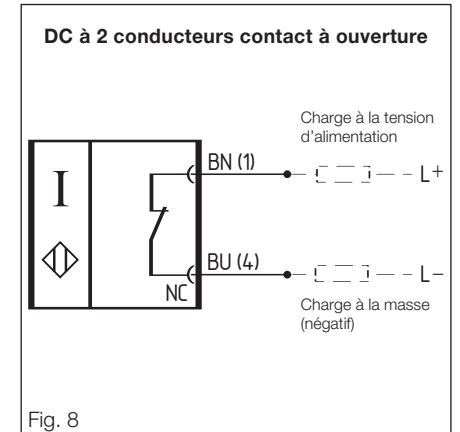 DC à 2 conducteurs contact à ouverture
Charge à la tension
d'alimentation
I
BN (1)
L+
BU (4)
L−
NC
Charge à la masse
(négatif)
Fig. 8